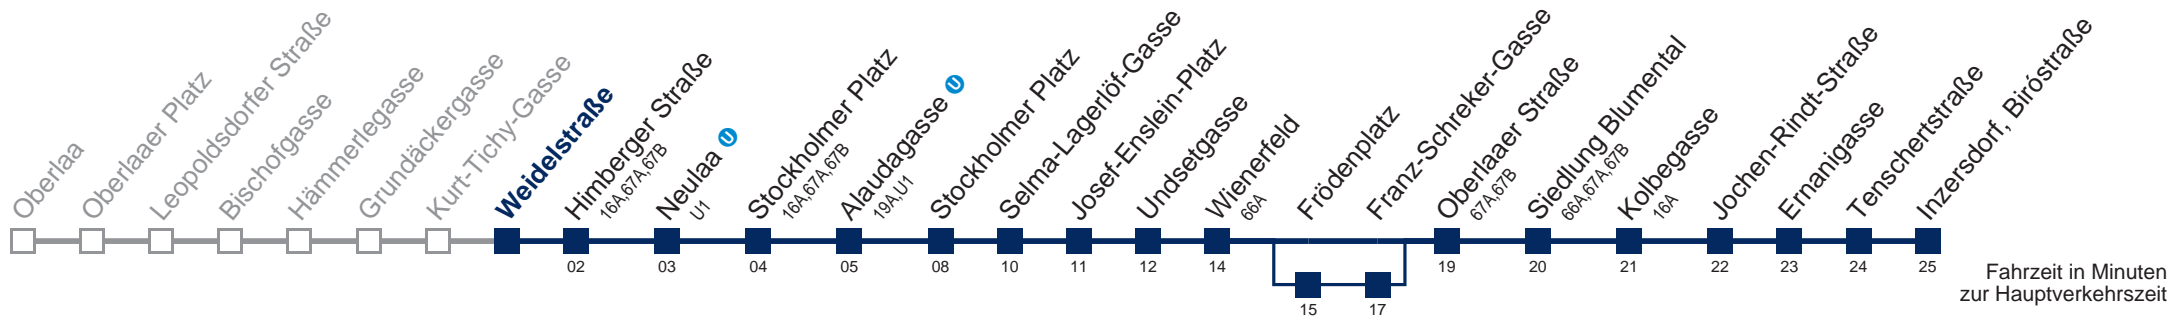 Oberlaa
Oberlaaer Platz
Leopoldsdorfer Straße
Bischofgasse
Hämmerlegasse
Grundäckergasse
Kurt-Tichy-Gasse
Weidelstraße
Himberger Straße
16A,67A,67B
Neulaa U
U1
Stockholmer Platz
16A,67A,67B
Alaudagasse U
19A,U1
Stockholmer Platz
Selma-Lagerlöf-Gasse
Josef-Enslein-Platz
Undsetgasse
Wienerfeld
66A
Frödenplatz
Franz-Schreker-Gasse
Oberlaaer Straße
67A,67B
Siedlung Blumental
66A,67A,67B
Kolbegasse
16A
Jochen-Rindt-Straße
Ernanigasse
Tenschertstraße
Inzersdorf, Biróstraße
02 03 04 05 08 10 11 12 14 19 20 21 22 23 24 25
15 17
Fahrzeit in Minuten
zur Hauptverkehrszeit